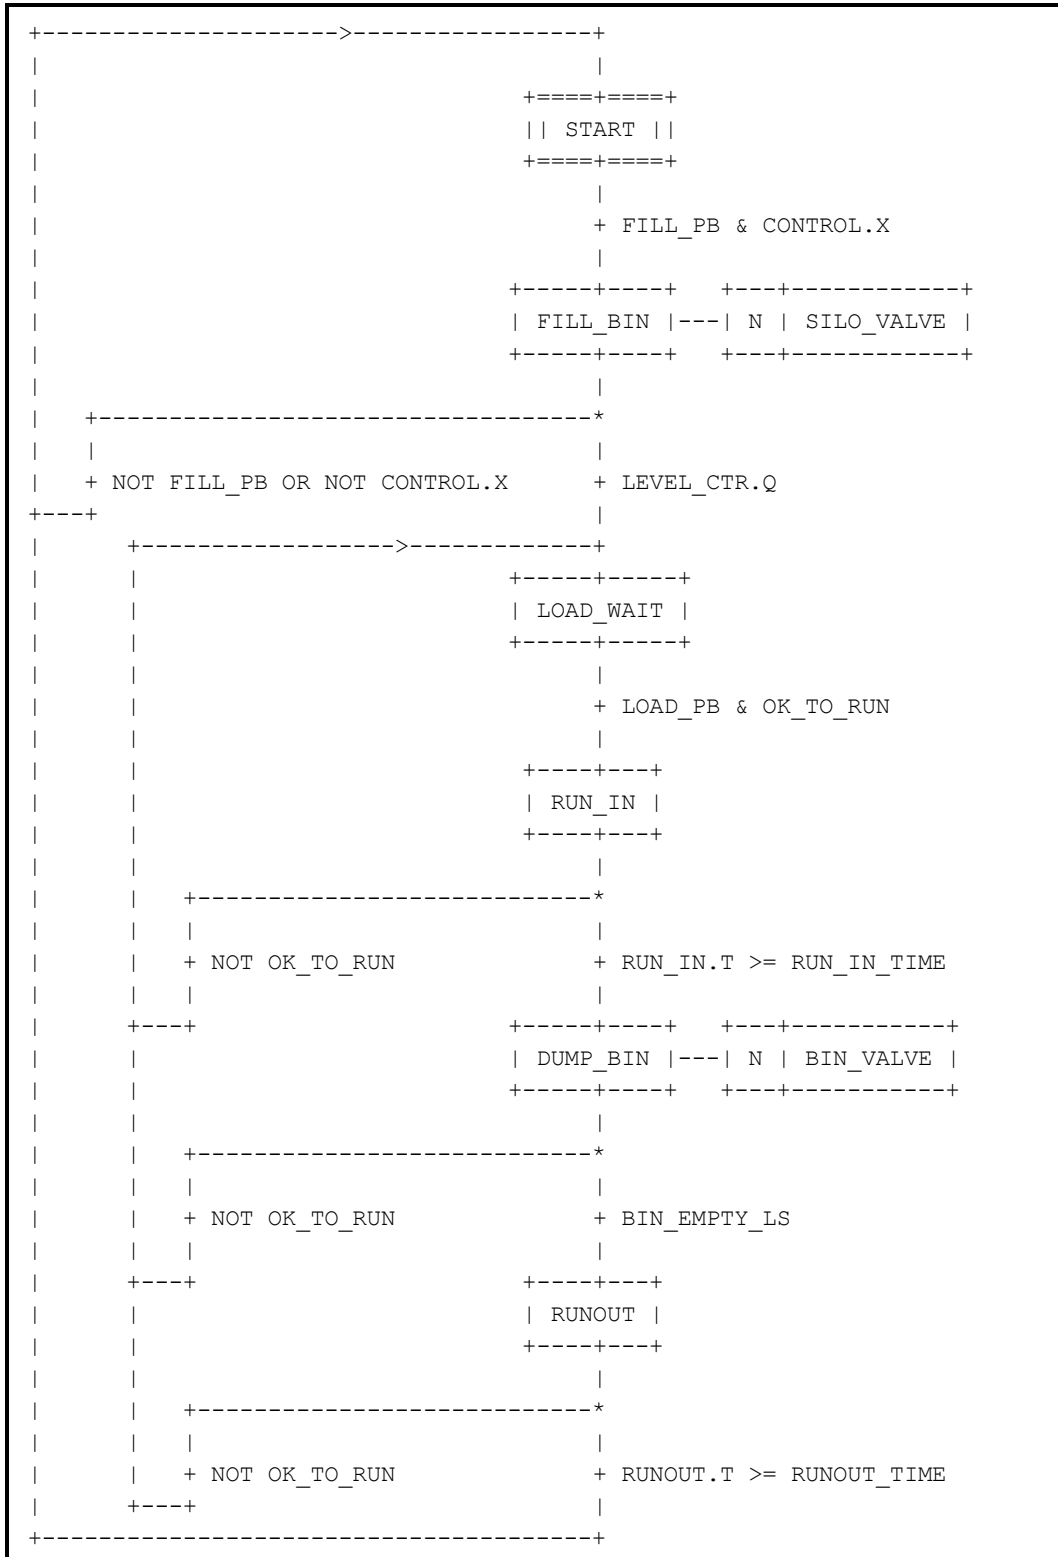 +--------------------->-----------------+
|                                       |
|                                  +====+====+
|                                  || START ||
|                                  +====+====+
|                                       |
|                                       + FILL_PB & CONTROL.X
|                                       |
|                                 +-----+----+   +---+------------+
|                                 | FILL_BIN |---| N | SILO_VALVE |
|                                 +-----+----+   +---+------------+
|                                       |
|   +-----------------------------------*
|   |                                   |
|   + NOT FILL_PB OR NOT CONTROL.X      + LEVEL_CTR.Q
+---+                                   |
|      +------------------>-------------+
|      |                          +-----+-----+
|      |                          | LOAD_WAIT |
|      |                          +-----+-----+
|      |                                |
|      |                                + LOAD_PB & OK_TO_RUN
|      |                                |
|      |                           +----+---+
|      |                           | RUN_IN |
|      |                           +----+---+
|      |                                |
|      |   +----------------------------*
|      |   |                            |
|      |   + NOT OK_TO_RUN              + RUN_IN.T >= RUN_IN_TIME
|      |   |                            |
|      +---+                      +-----+----+   +---+-----------+
|      |                          | DUMP_BIN |---| N | BIN_VALVE |
|      |                          +-----+----+   +---+-----------+
|      |                                |
|      |   +----------------------------*
|      |   |                            |
|      |   + NOT OK_TO_RUN              + BIN_EMPTY_LS
|      |   |                            |
|      +---+                       +----+---+
|      |                           | RUNOUT |
|      |                           +----+---+
|      |                                |
|      |   +----------------------------*
|      |   |                            |
|      |   + NOT OK_TO_RUN              + RUNOUT.T >= RUNOUT_TIME
|      +---+                            |
+---------------------------------------+